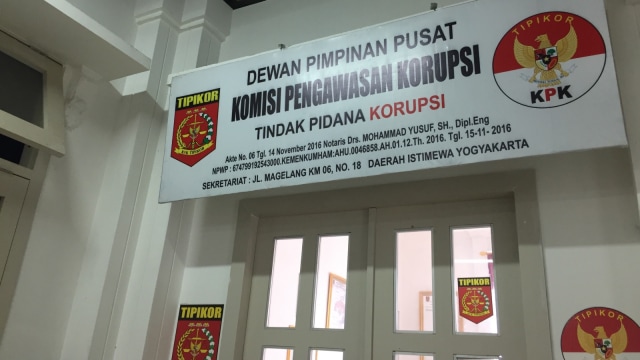 DEWAN PIMPINAN PUSAT
KOMISI PENGAWASAN KORUPSI
TINDAK PIDANA KORUPSI
Akte No. 06 Tgl. 14 November 2016 Notaris Drs. MOHAMMAD YUSUF, SH., Dipl.Eng
NPWP : 674799192543000.KEMENKUMHAM:AHU.0046858.AH.01.12.Th. 2016. Tgl. 15-11- 2016
SEKRETARIAT : JL. MAGELANG KM 06, NO. 18 DAERAH ISTIMEWA YOGYAKARTA
TIPIKOR
TIPIKOR
KPK
TIPIKOR
TIPIKOR
TIPIKOR